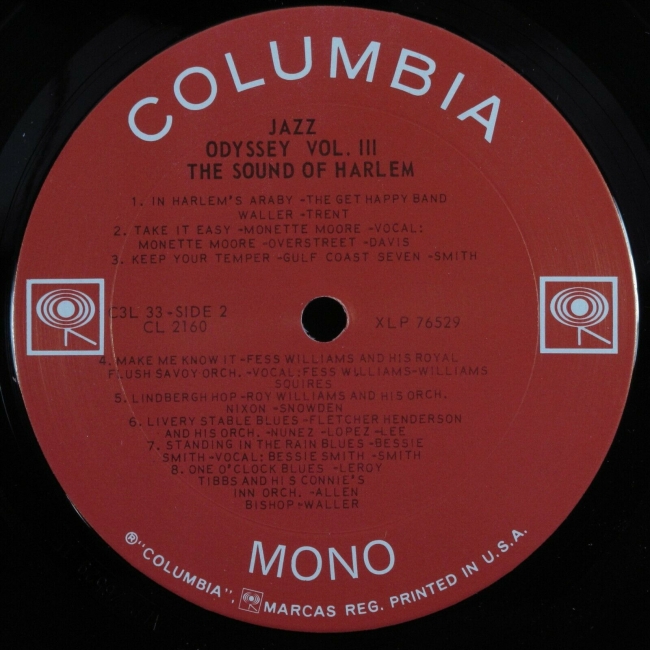 COLUMBIA
JAZZ
ODYSSEY VOL. III
THE SOUND OF HARLEM
1. IN HARLEM'S ARABY -THE GET HAPPY BAND
WALLER -TRENT
2. TAKE IT EASY -MONETTE MOORE -VOCAL:
MONETTE MOORE -OVERSTREET -DAVIS
3. KEEP YOUR TEMPER -GULF COAST SEVEN -SMITH
C3L 33 -SIDE 2
CL 2160
XLP 76529
4. MAKE ME KNOW IT -FESS WILLIAMS AND HIS ROYAL
FLUSH SAVOY ORCH. -VOCAL: FESS WILLIAMS-WILLIAMS
SQUIRES
5. LINDBERGH HOP -ROY WILLIAMS AND HIS ORCH.
NIXON -SNOWDEN
6. LIVERY STABLE BLUES -FLETCHER HENDERSON
AND HIS ORCH. -NUNEZ -LOPEZ -LEE
7. STANDING IN THE RAIN BLUES -BESSIE
SMITH -VOCAL: BESSIE SMITH -SMITH
8. ONE O'CLOCK BLUES -LEROY
TIBBS AND HIS CONNIE'S
INN ORCH. -ALLEN
BISHOP -WALLER
MONO
® "COLUMBIA", MARCAS REG. PRINTED IN U.S.A.